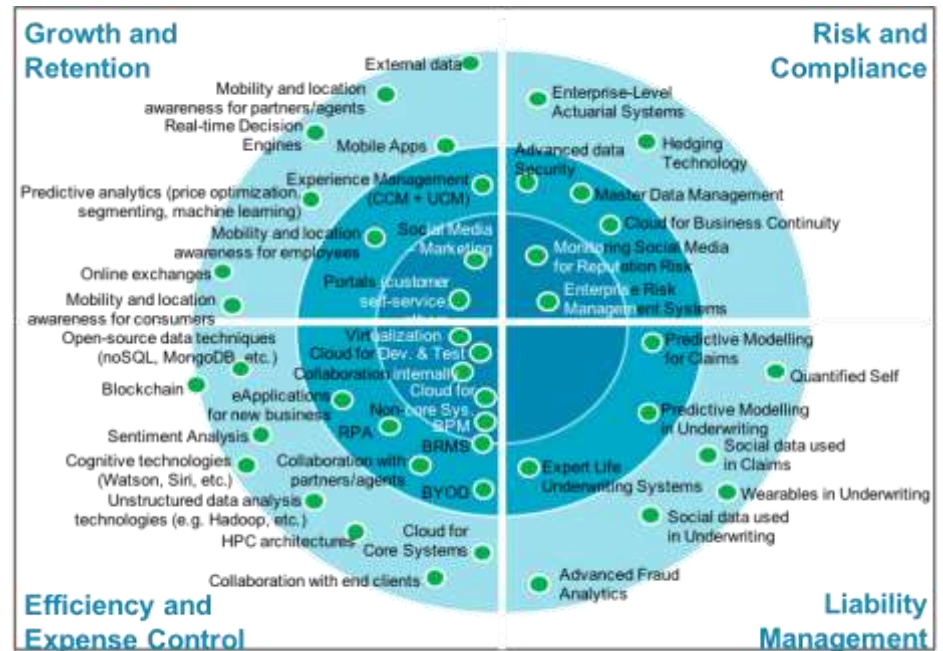 Growth and
Retention
External data
Mobility and location
awareness for partners/agents
Real-time Decision
Engines
Mobile Apps
Experience Management
(CCM + UCM)
Predictive analytics (price optimization,
segmenting, machine learning)
Social Media
Marketing
Mobility and location
awareness for employees
Online exchanges
Portals (customer
self-service,
Mobility and location
awareness for consumers
Risk and
Compliance
Enterprise-Level
Actuarial Systems
Hedging
Technology
Advanced data
Security
Master Data Management
Cloud for Business Continuity
Monitoring Social Media
for Reputation Risk
Enterprise Risk
Management Systems
Open-source data techniques
(noSQL, MongoDB, etc.)
Virtualization
Cloud for Dev. & Test
Collaboration internally
Blockchain
eApplications
for new business
Cloud for
Non-core Sys.
BPM
RPA
Sentiment Analysis
BRMS
Cognitive technologies
(Watson, Siri, etc.)
Collaboration with
partners/agents
BYOD
Unstructured data analysis
technologies (e.g. Hadoop, etc.)
HPC architectures
Cloud for
Core Systems
Collaboration with end clients
Efficiency and
Expense Control
Predictive Modelling
for Claims
Quantified Self
Predictive Modelling
in Underwriting
Social data used
in Claims
Expert Life
Underwriting Systems
Wearables in Underwriting
Social data used
in Underwriting
Advanced Fraud
Analytics
Liability
Management